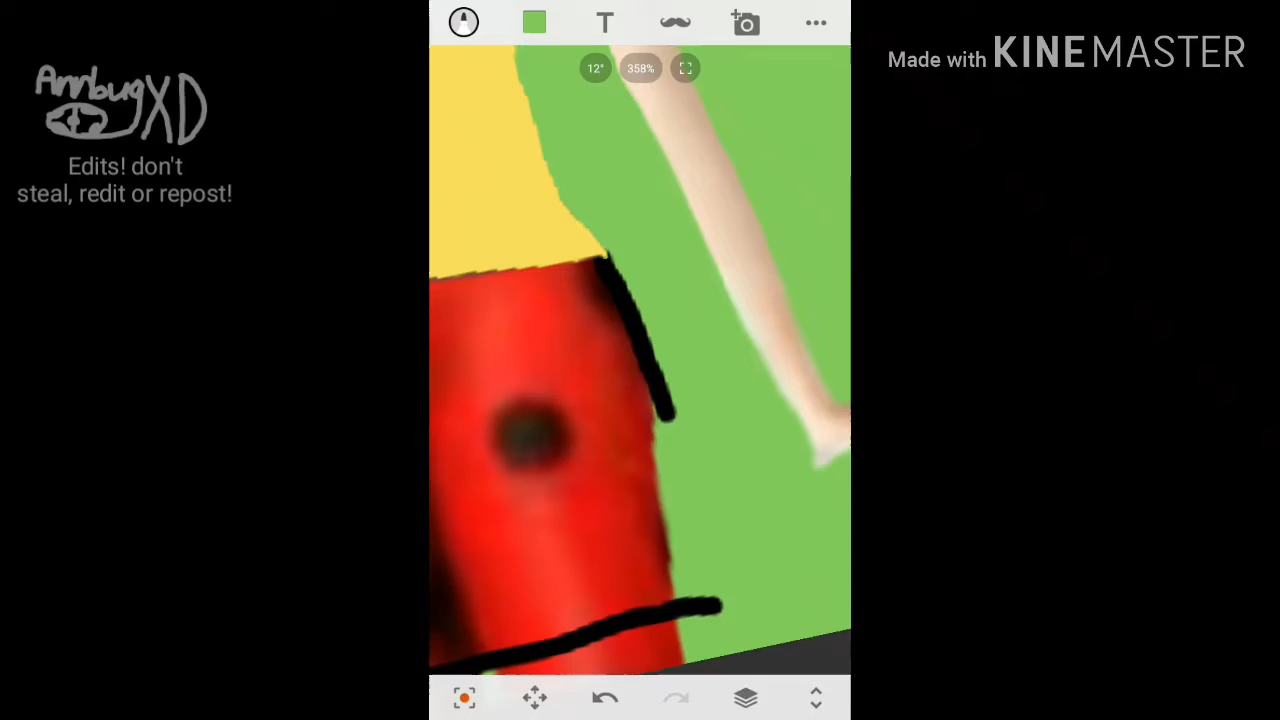 T
12°
358%
Made with KINEMASTER
AnnbugXD
Edits! don't
steal, redit or repost!